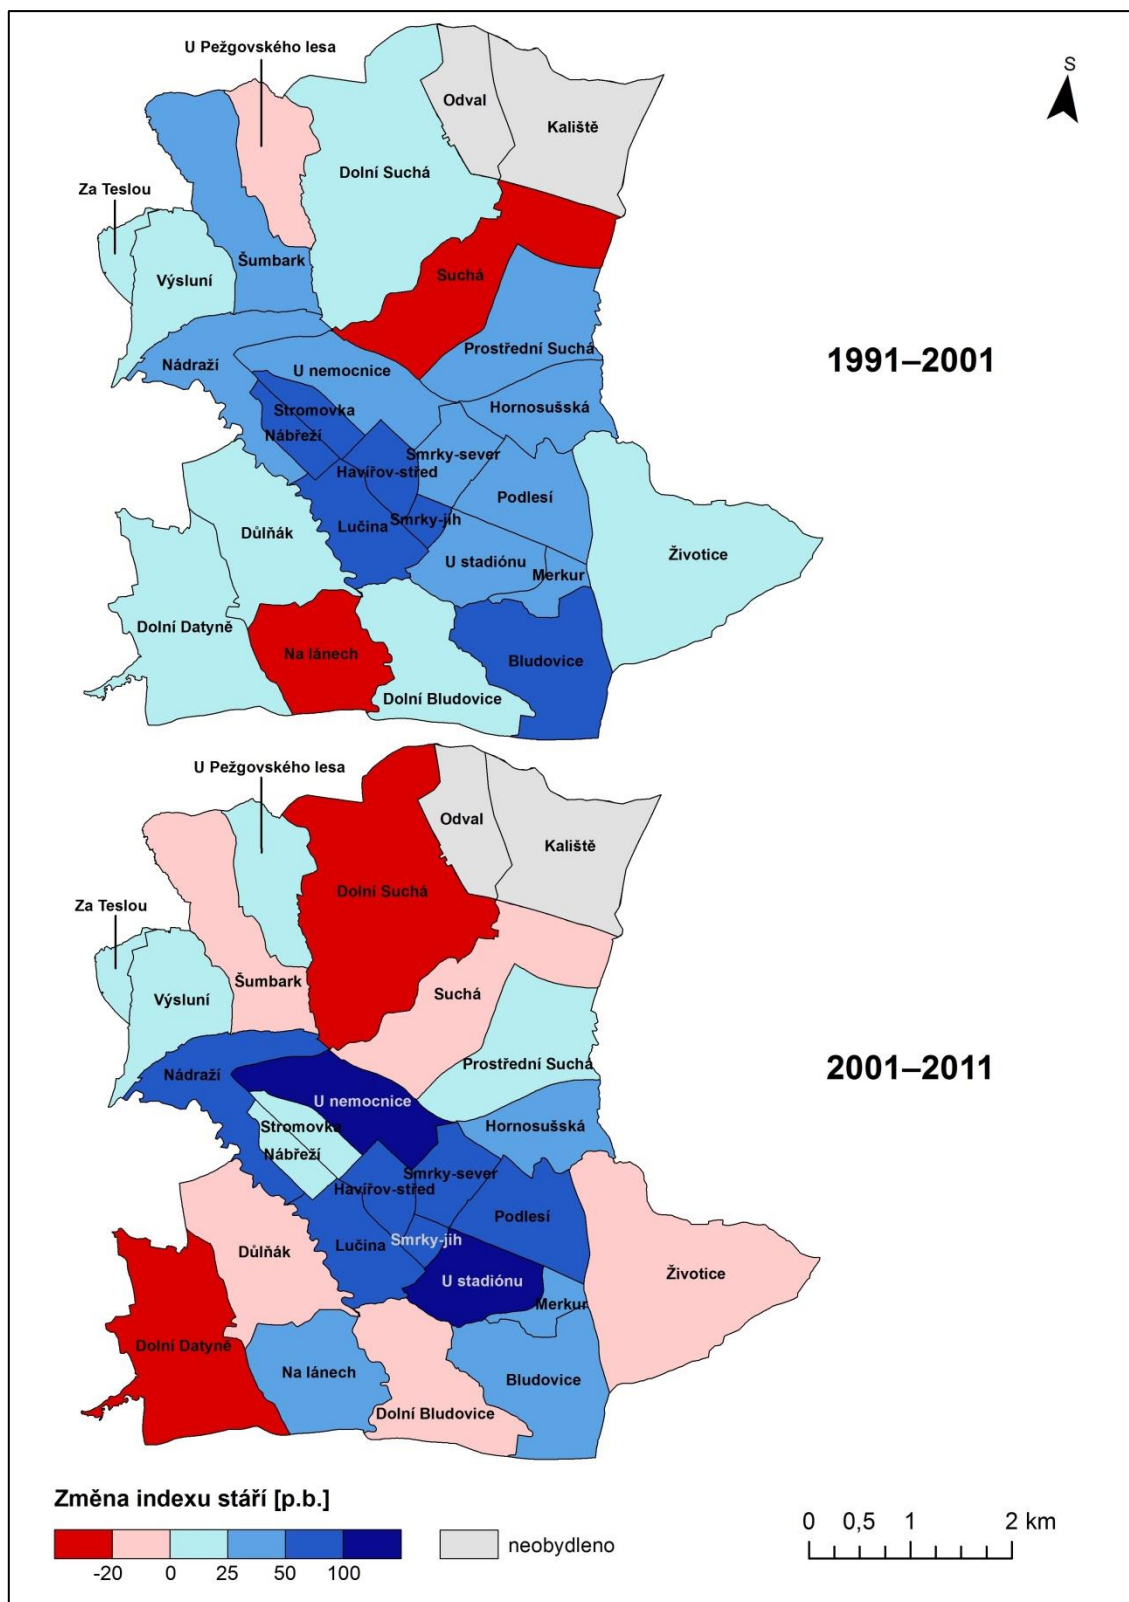 U Pežgovského lesa
S
Odval
Kaliště
Dolní Suchá
Za Teslou
Šumbark
Výsluní
Suchá
Prostřední Suchá
1991–2001
Nádraží
U nemocnice
Stromovka
Hornosušská
Nábřeží
Smrky-sever
Havířov-střed
Podlesí
Smrky-jih
Lučina
Důlňák
Životice
U stadiónu
Merkur
Dolní Datyně
Na lánech
Bludovice
Dolní Bludovice
U Pežgovského lesa
Odval
Kaliště
Dolní Suchá
Za Teslou
Šumbark
Suchá
Výsluní
Prostřední Suchá
2001–2011
Nádraží
U nemocnice
Stromovka
Hornosušská
Nábřeží
Smrky-sever
Havířov-střed
Podlesí
Smrky-jih
Lučina
Důlňák
Životice
U stadiónu
Merkur
Dolní Datyně
Na lánech
Bludovice
Dolní Bludovice
Změna indexu stáří [p.b.]
-20 0 25 50 100
neobydleno
0 0,5 1 2 km